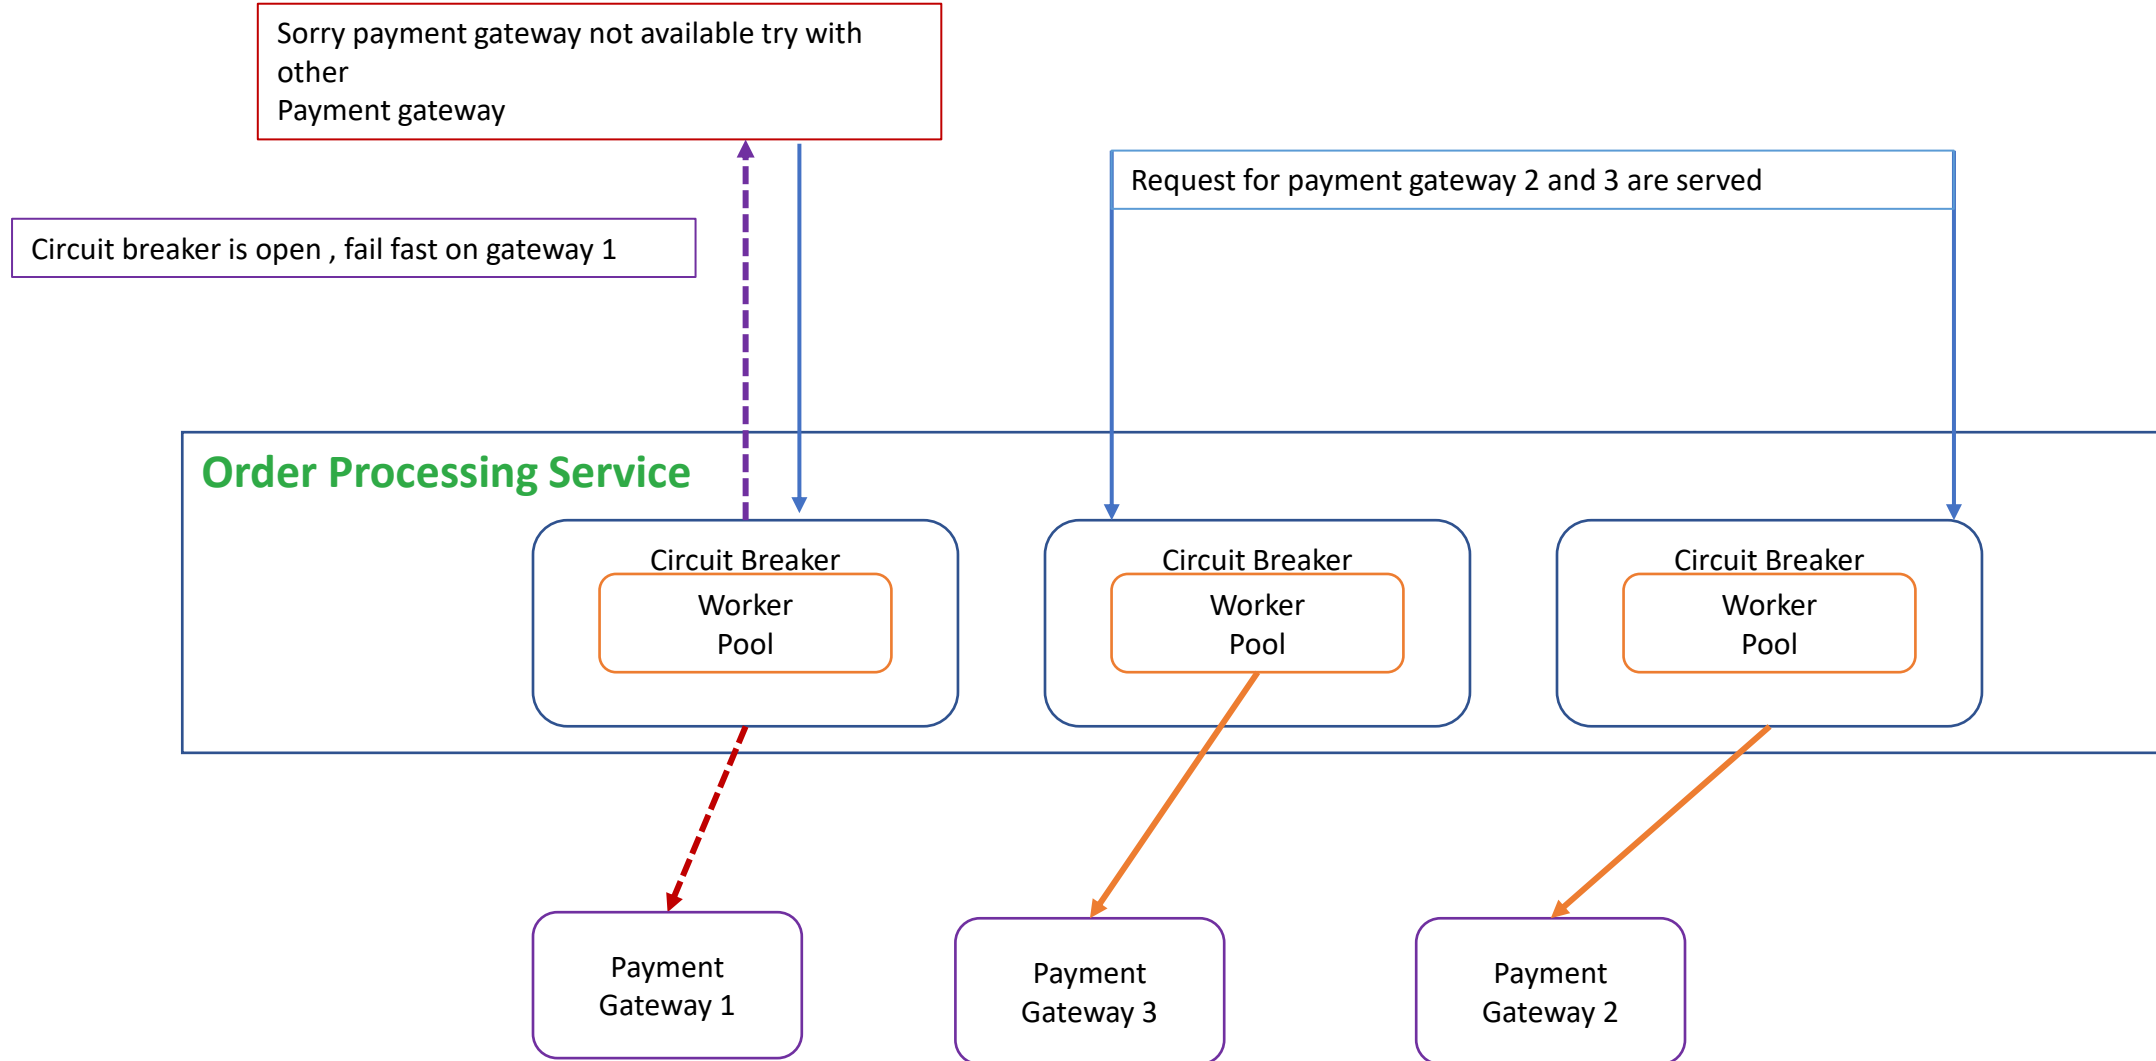 Sorry payment gateway not available try with
other
Payment gateway
Request for payment gateway 2 and 3 are served
Circuit breaker is open , fail fast on gateway 1
Order Processing Service
Circuit Breaker
Worker
Pool
Circuit Breaker
Worker
Pool
Circuit Breaker
Worker
Pool
Payment
Gateway 1
Payment
Gateway 3
Payment
Gateway 2